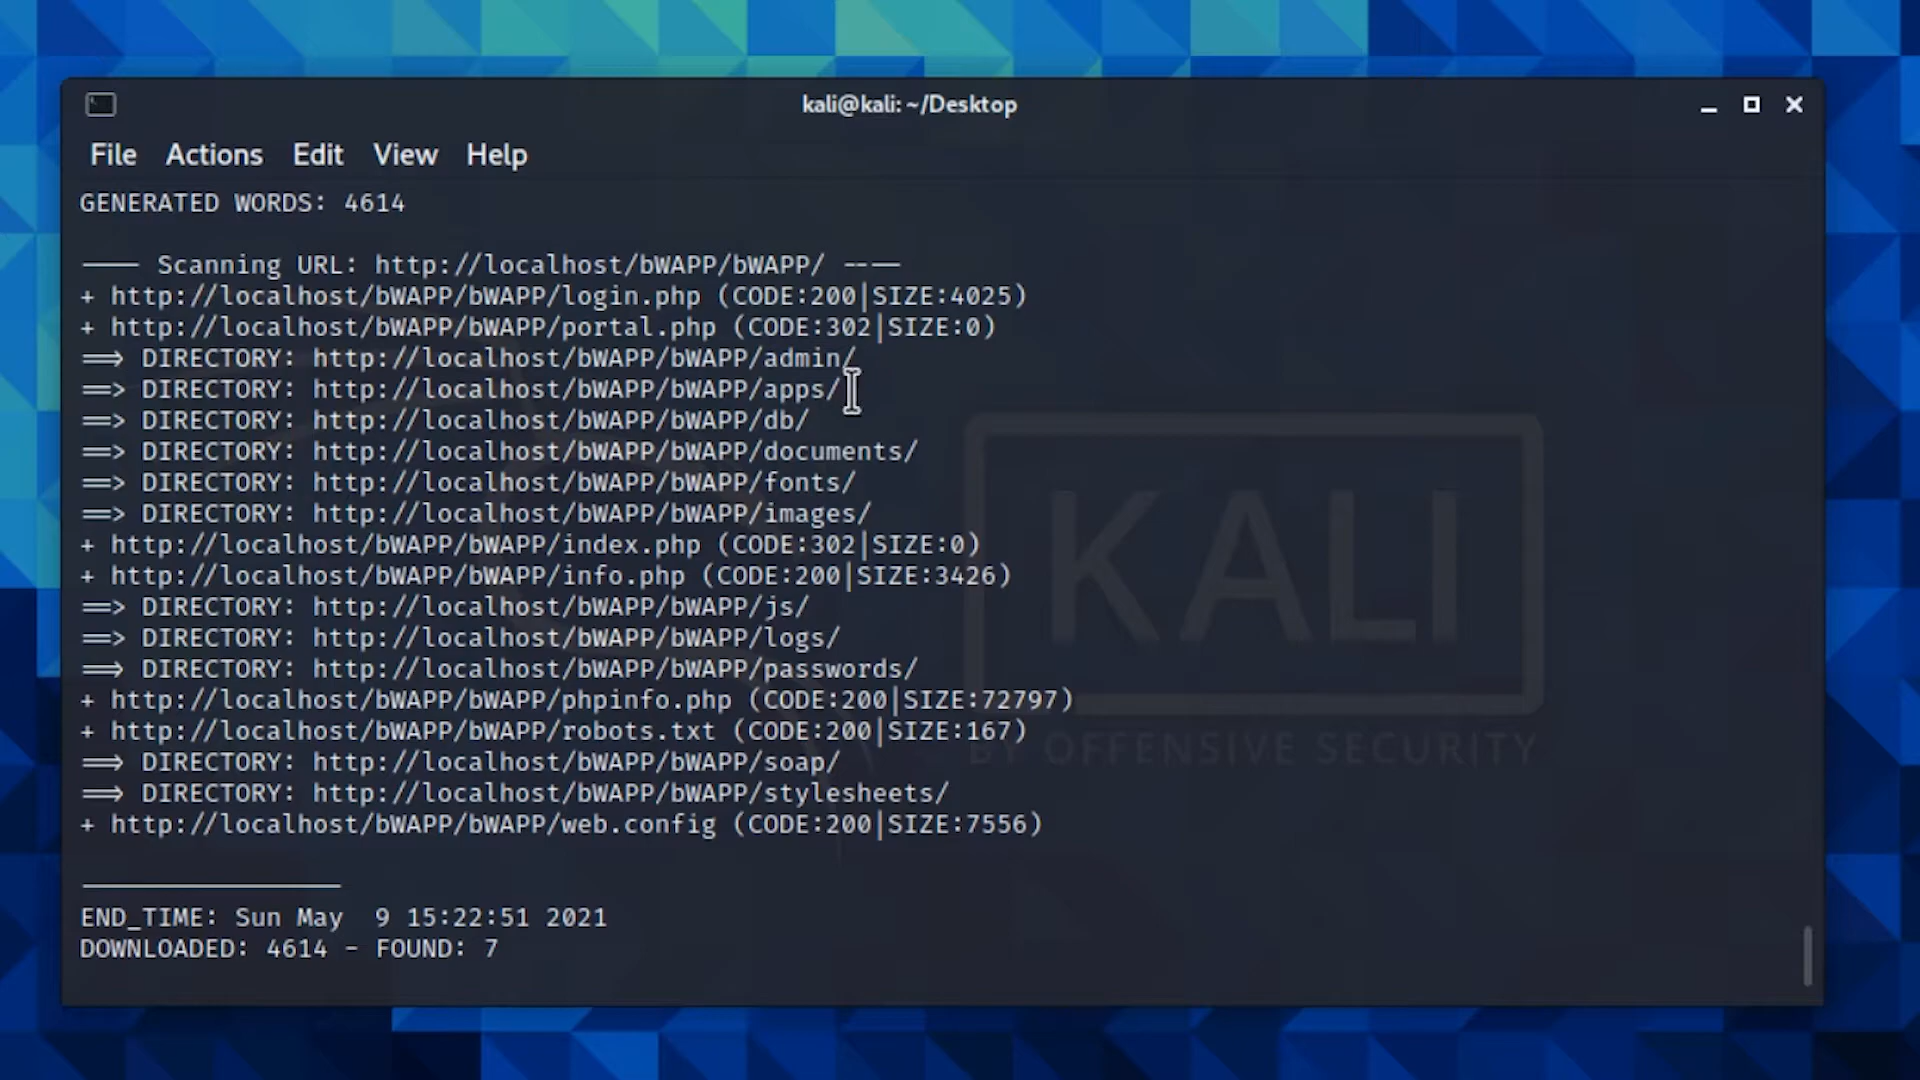 kali@kali: ~/Desktop
File Actions Edit View Help
GENERATED WORDS: 4614
---- Scanning URL: http://localhost/bWAPP/bWAPP/ ----
+ http://localhost/bWAPP/bWAPP/login.php (CODE:200|SIZE:4025)
+ http://localhost/bWAPP/bWAPP/portal.php (CODE:302|SIZE:0)
==> DIRECTORY: http://localhost/bWAPP/bWAPP/admin/
==> DIRECTORY: http://localhost/bWAPP/bWAPP/apps/
==> DIRECTORY: http://localhost/bWAPP/bWAPP/db/
==> DIRECTORY: http://localhost/bWAPP/bWAPP/documents/
==> DIRECTORY: http://localhost/bWAPP/bWAPP/fonts/
==> DIRECTORY: http://localhost/bWAPP/bWAPP/images/
+ http://localhost/bWAPP/bWAPP/index.php (CODE:302|SIZE:0)
+ http://localhost/bWAPP/bWAPP/info.php (CODE:200|SIZE:3426)
==> DIRECTORY: http://localhost/bWAPP/bWAPP/js/
==> DIRECTORY: http://localhost/bWAPP/bWAPP/logs/
==> DIRECTORY: http://localhost/bWAPP/bWAPP/passwords/
+ http://localhost/bWAPP/bWAPP/phpinfo.php (CODE:200|SIZE:72797)
+ http://localhost/bWAPP/bWAPP/robots.txt (CODE:200|SIZE:167)
==> DIRECTORY: http://localhost/bWAPP/bWAPP/soap/
==> DIRECTORY: http://localhost/bWAPP/bWAPP/stylesheets/
+ http://localhost/bWAPP/bWAPP/web.config (CODE:200|SIZE:7556)
END_TIME: Sun May  9 15:22:51 2021
DOWNLOADED: 4614 - FOUND: 7
KALI
BY OFFENSIVE SECURITY